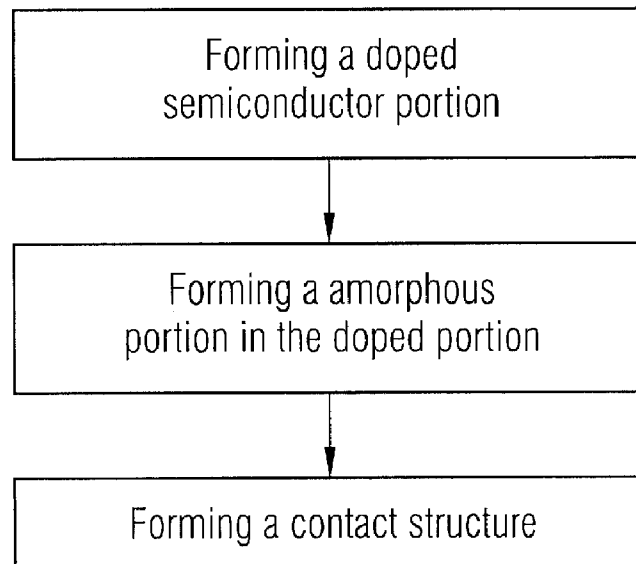 Forming a doped
semiconductor portion
Forming a amorphous
portion in the doped portion
Forming a contact structure